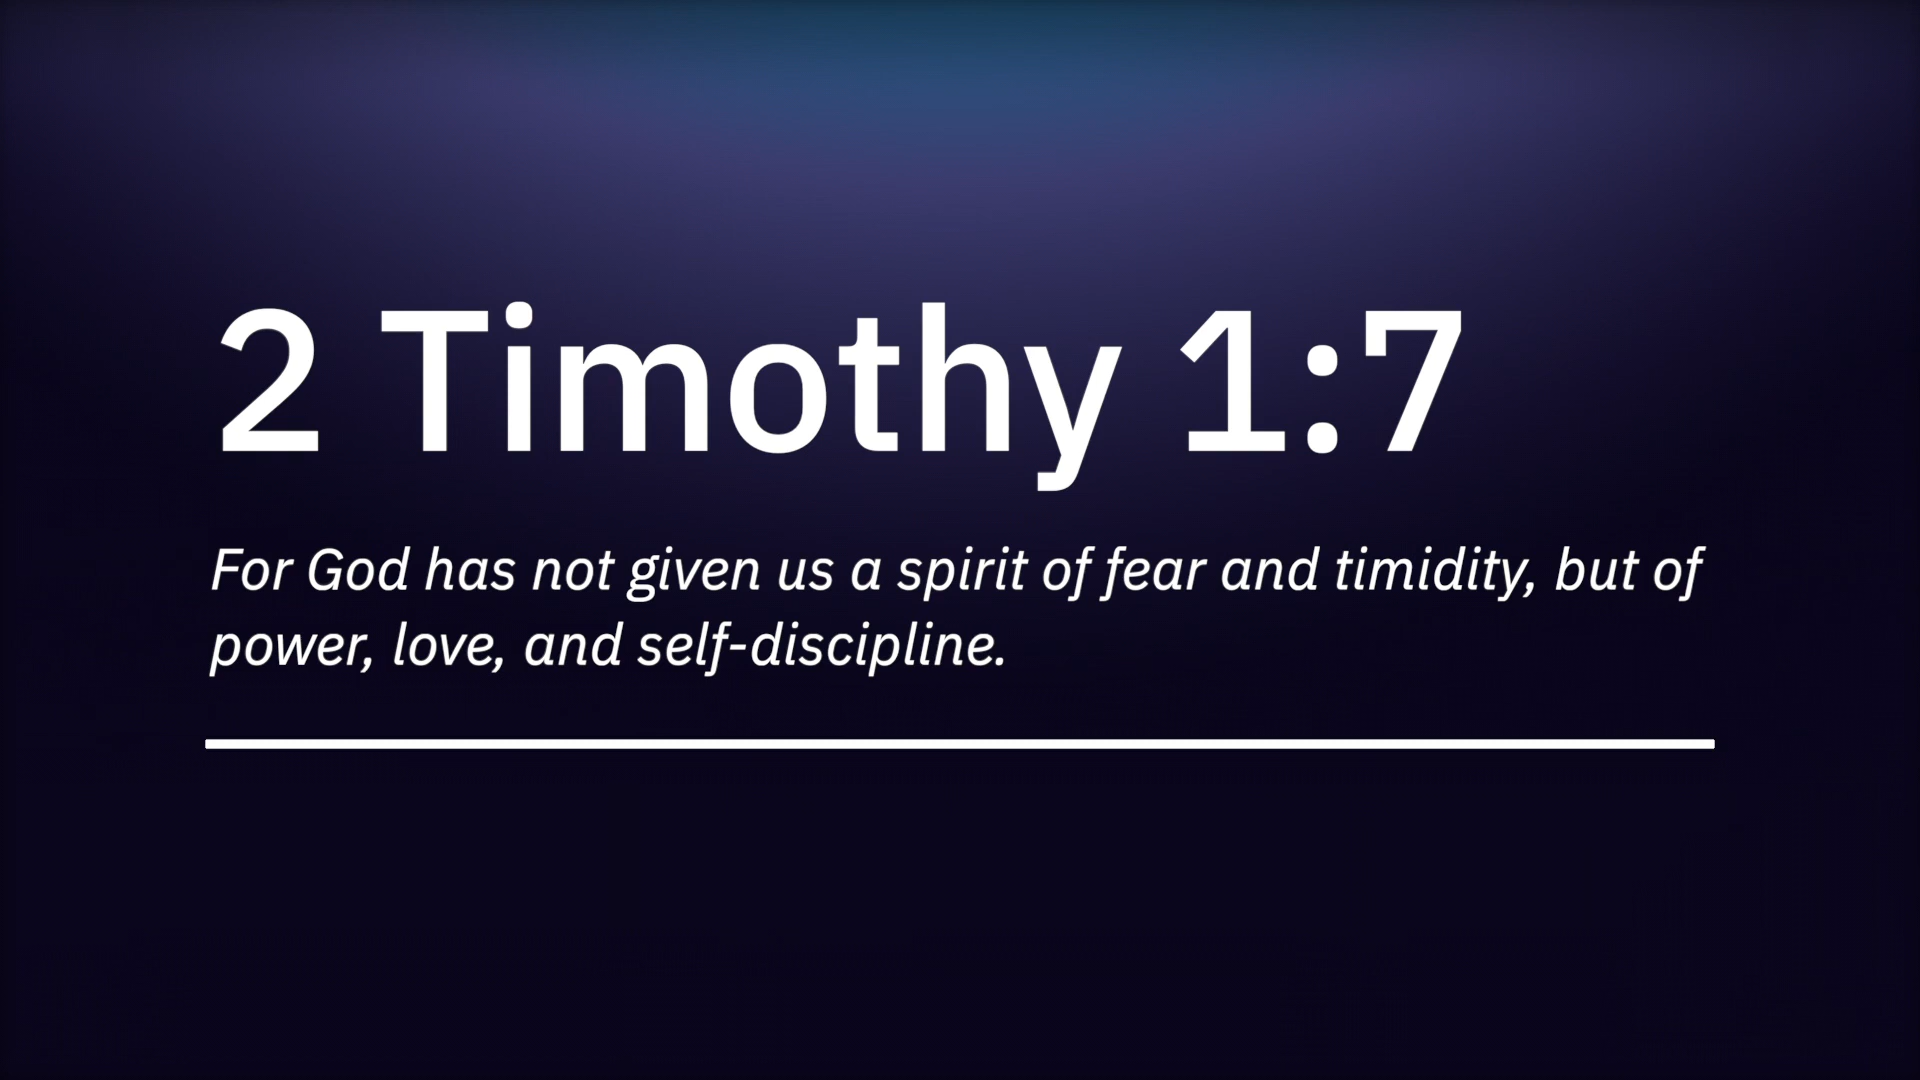 2 Timothy 1:7
For God has not given us a spirit of fear and timidity, but of
power, love, and self-discipline.